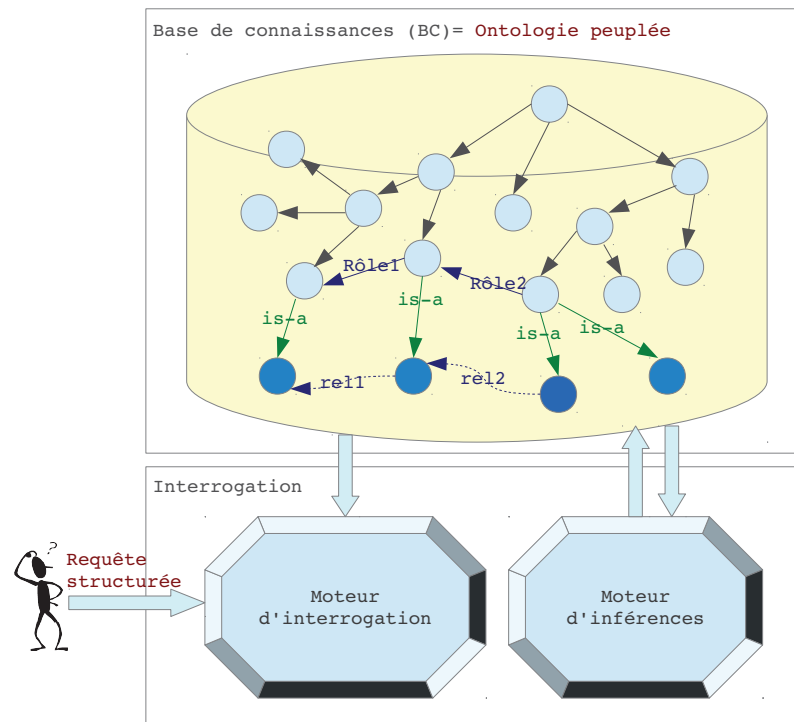 Base de connaissances (BC)= Ontologie peuplée
Rôle1
Rôle2
is-a
is-a
is-a
is-a
rel1
rel2
Interrogation
?
Requête
structurée
Moteur
d'interrogation
Moteur
d'inférences